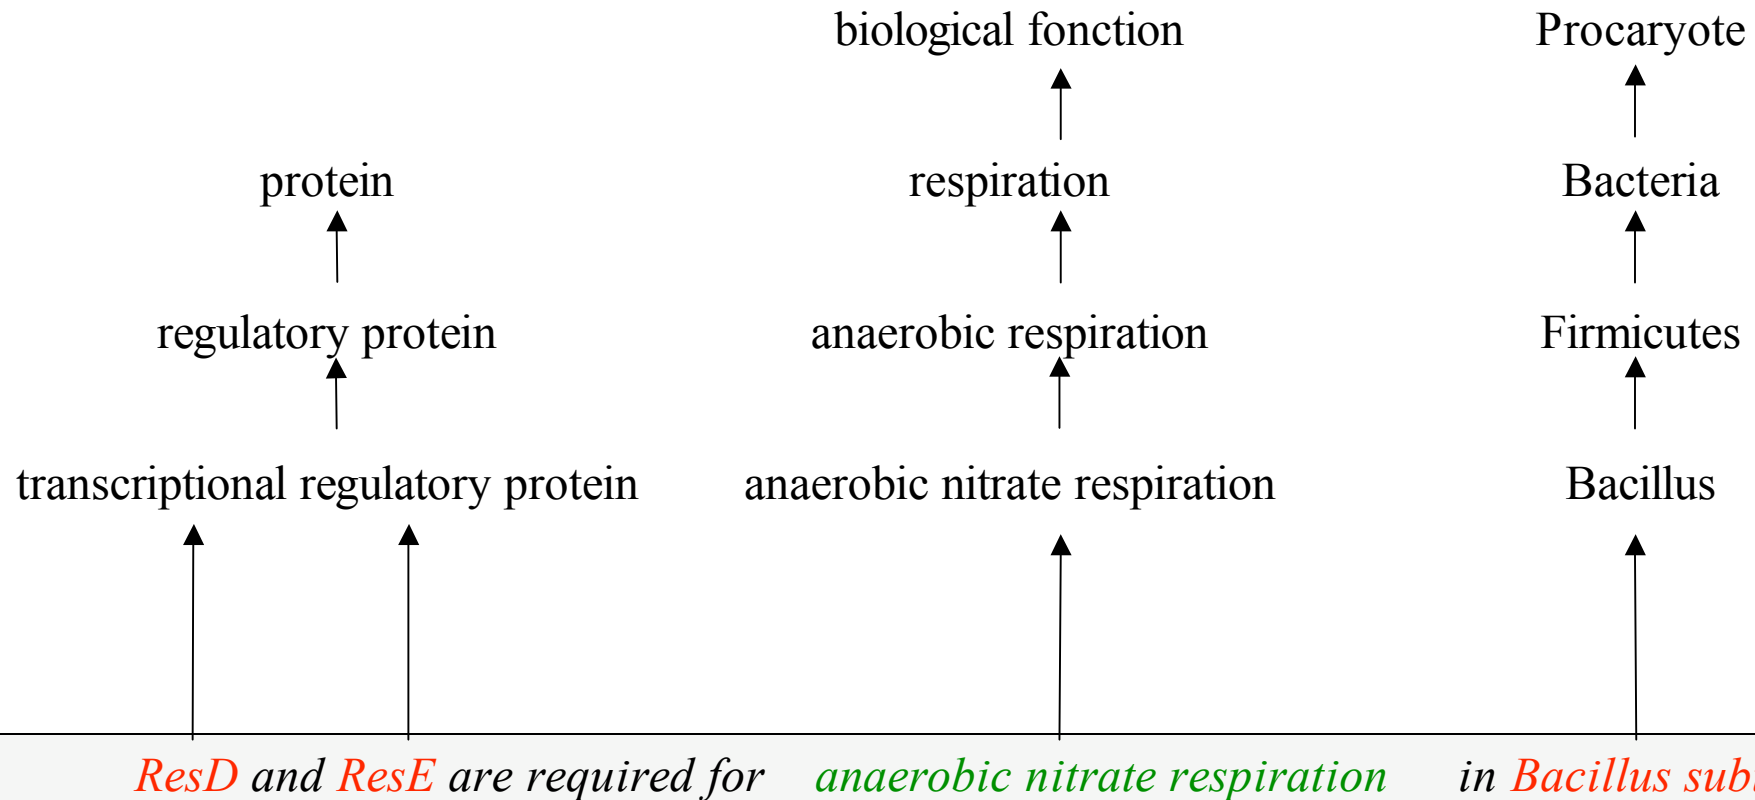 biological fonction Procaryote
protein respiration Bacteria
regulatory protein anaerobic respiration Firmicutes
transcriptional regulatory protein anaerobic nitrate respiration Bacillus
ResD and ResE are required for anaerobic nitrate respiration in Bacillus